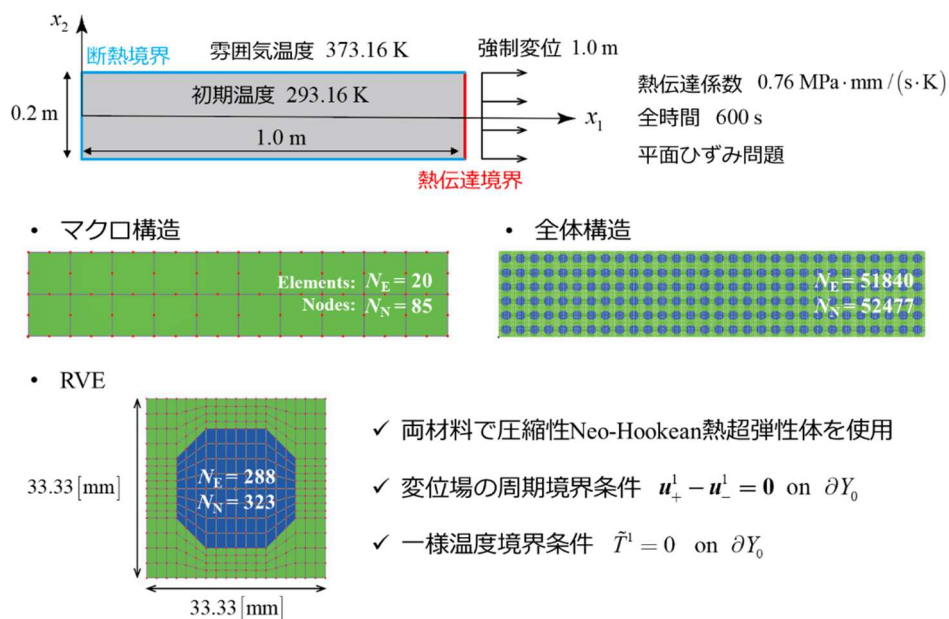 x₂
雰囲気温度 373.16 K
強制変位 1.0 m
断熱境界
熱伝達係数 0.76 MPa·mm/(s·K)
初期温度 293.16 K
0.2 m
x₁
全時間 600 s
1.0 m
平面ひずみ問題
熱伝達境界
• マクロ構造
• 全体構造
Elements: N_E = 20
Nodes: N_N = 85
N_E = 51840
N_N = 52477
• RVE
33.33 [mm]
N_E = 288
N_N = 323
33.33 [mm]
✓ 両材料で圧縮性Neo-Hookean熱超弾性体を使用
✓ 変位場の周期境界条件 u¹₊ − u¹₋ = 0 on ∂Y₀
✓ 一様温度境界条件 T̃¹ = 0 on ∂Y₀